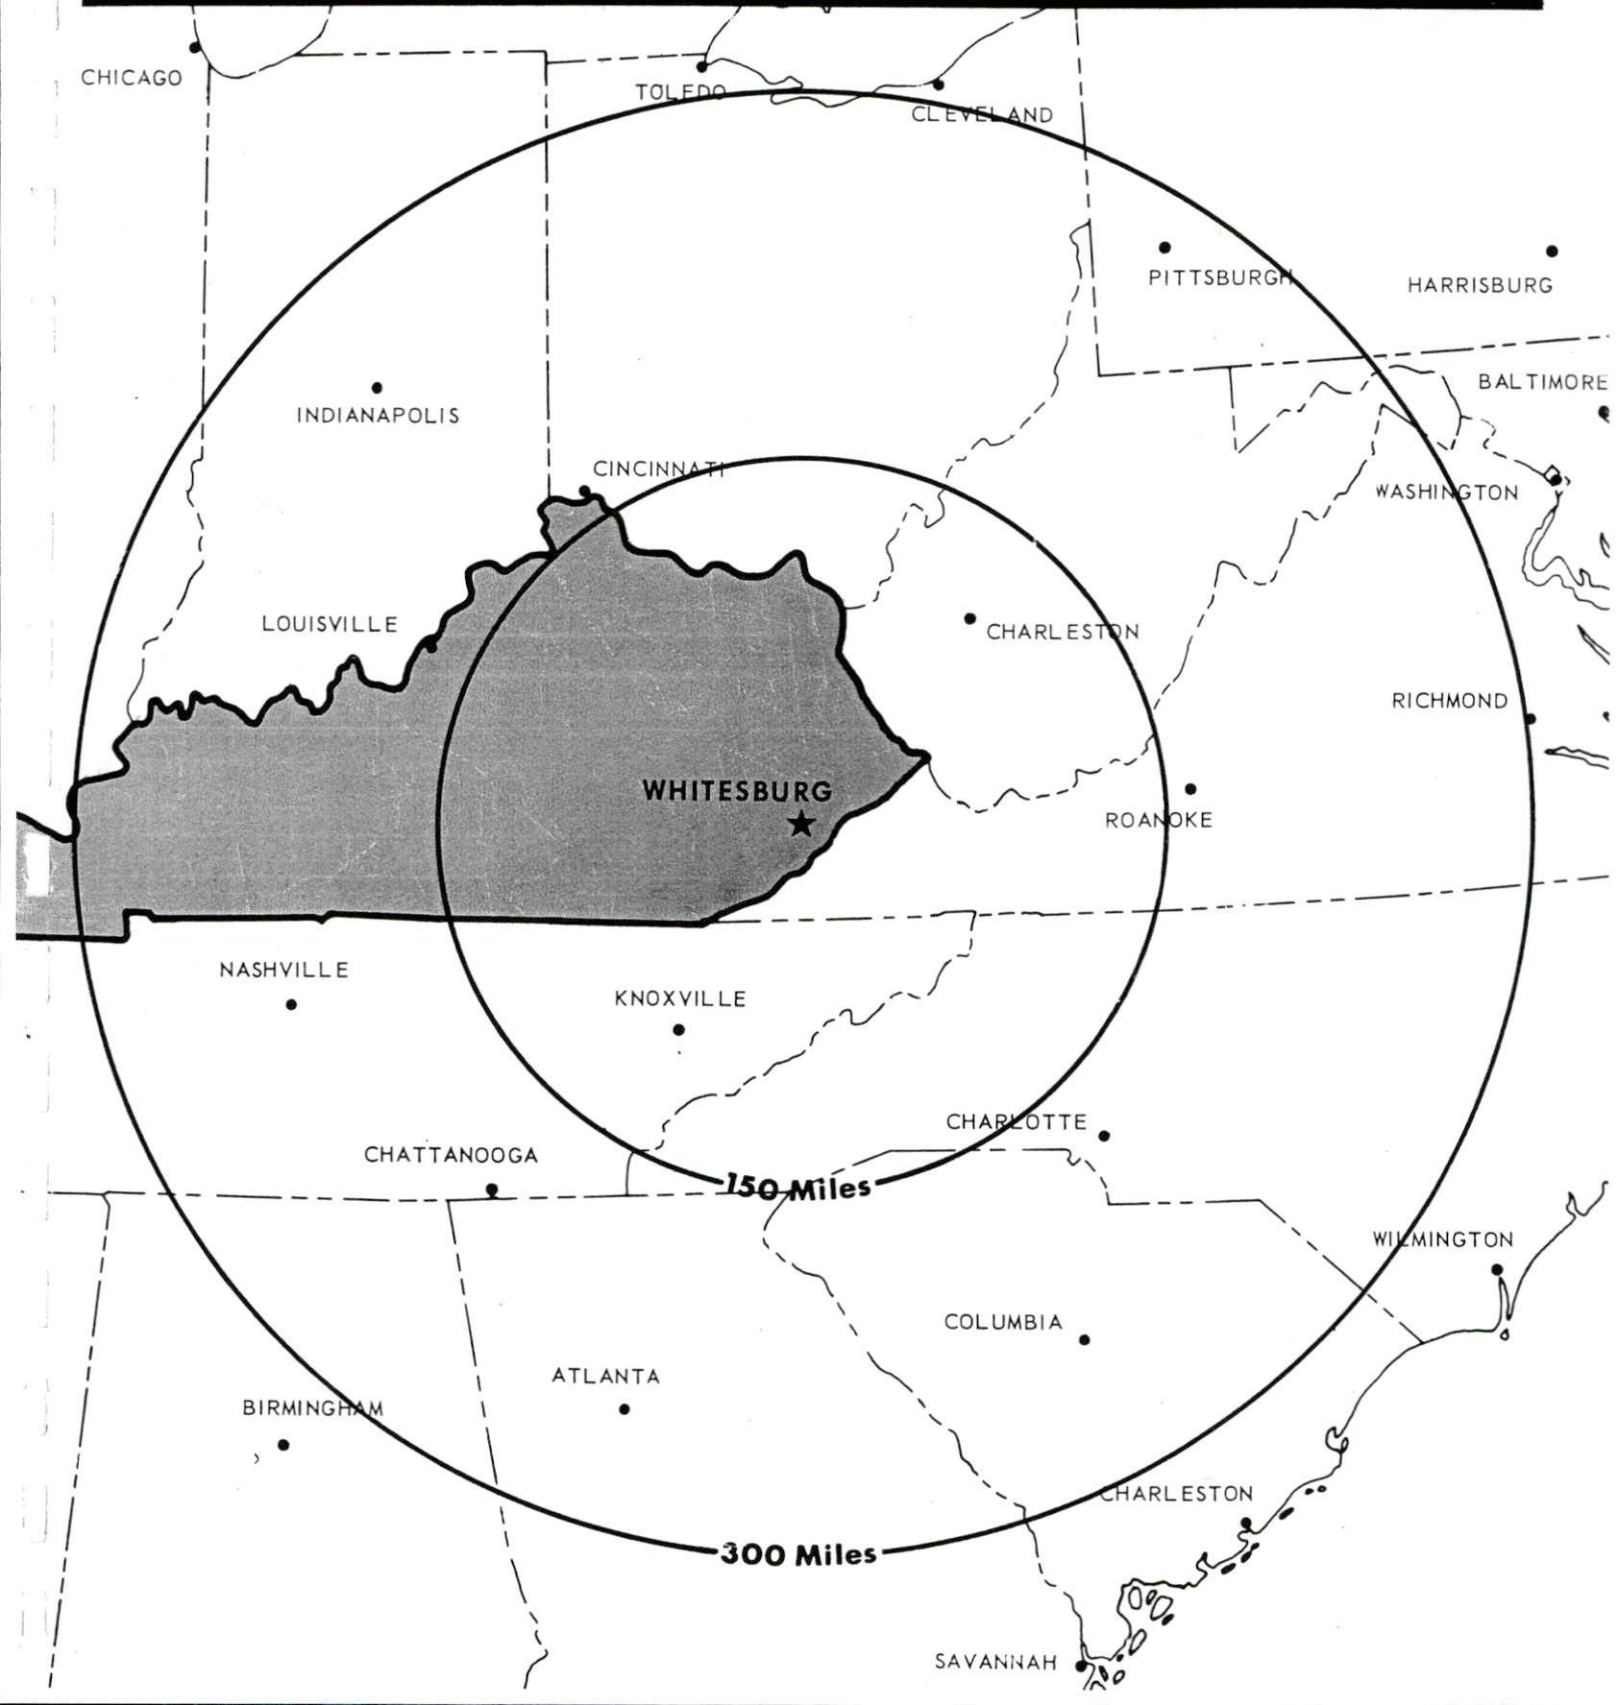 CHICAGO
TOLEDO
CLEVELAND
PITTSBURGH
HARRISBURG
BALTIMORE
INDIANAPOLIS
CINCINNATI
WASHINGTON
LOUISVILLE
CHARLESTON
RICHMOND
WHITESBURG
ROANOKE
NASHVILLE
KNOXVILLE
CHARLOTTE
CHATTANOOGA
150 Miles
WILMINGTON
COLUMBIA
ATLANTA
BIRMINGHAM
CHARLESTON
300 Miles
SAVANNAH